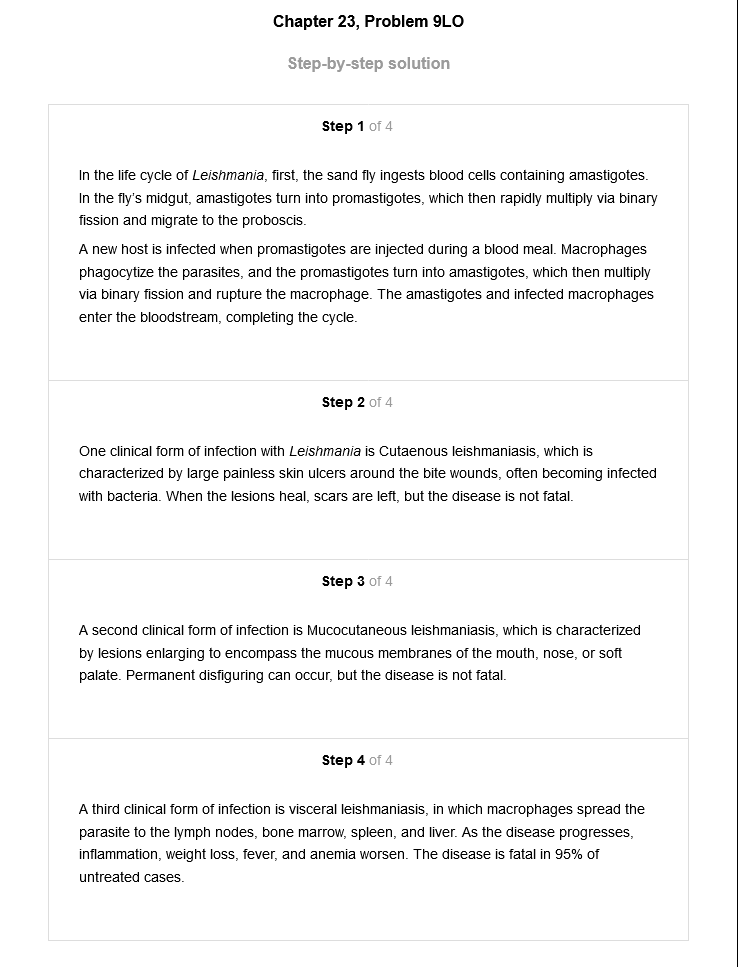 Chapter 23, Problem 9LO
Step-by-step solution
Step 1 of 4
In the life cycle of Leishmania, first, the sand fly ingests blood cells containing amastigotes.
In the fly's midgut, amastigotes turn into promastigotes, which then rapidly multiply via binary
fission and migrate to the proboscis.
A new host is infected when promastigotes are injected during a blood meal. Macrophages
phagocytize the parasites, and the promastigotes turn into amastigotes, which then multiply
via binary fission and rupture the macrophage. The amastigotes and infected macrophages
enter the bloodstream, completing the cycle.
Step 2 of 4
One clinical form of infection with Leishmania is Cutaenous leishmaniasis, which is
characterized by large painless skin ulcers around the bite wounds, often becoming infected
with bacteria. When the lesions heal, scars are left, but the disease is not fatal.
Step 3 of 4
A second clinical form of infection is Mucocutaneous leishmaniasis, which is characterized
by lesions enlarging to encompass the mucous membranes of the mouth, nose, or soft
palate. Permanent disfiguring can occur, but the disease is not fatal.
Step 4 of 4
A third clinical form of infection is visceral leishmaniasis, in which macrophages spread the
parasite to the lymph nodes, bone marrow, spleen, and liver. As the disease progresses,
inflammation, weight loss, fever, and anemia worsen. The disease is fatal in 95% of
untreated cases.